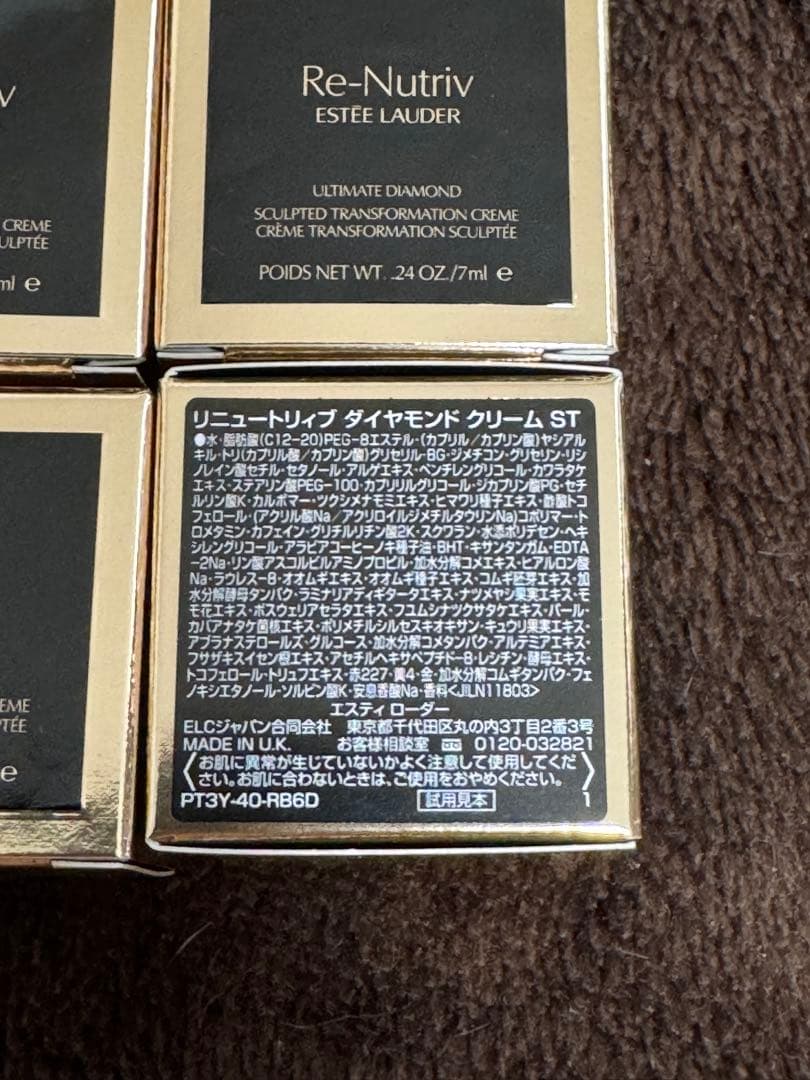 Re-Nutriv
ESTĒE LAUDER
ULTIMATE DIAMOND
SCULPTED TRANSFORMATION CREME
CRÈME TRANSFORMATION SCULPTÉE
POIDS NET WT. .24 OZ./7ml e
v
CREME
ULPTÉE
ml e
EME
TÉE
e
リニュートリィブ ダイヤモンド クリーム ST
●水・脂肪酸(C12-20)PEG-8エステル・(カプリル/カプリン酸)ヤシアル
キル・トリ(カプリル酸/カプリン酸)グリセリル・BG・ジメチコン・グリセリン・リシ
ノレイン酸セチル・セタノール・アルゲエキス・ペンチレングリコール・カワラタケ
エキス・ステアリン酸PEG-100・カプリリルグリコール・ジカプリン酸PG・セチ
ルリン酸K・カルボマー・ツクシメナモミエキス・ヒマワリ種子エキス・酢酸トコ
フェロール・(アクリル酸Na/アクリロイルジメチルタウリンNa)コポリマー・ト
ロメタミン・カフェイン・グリチルリチン酸2K・スクワラン・水添ポリデセン・ヘキ
シレングリコール・アラビアコーヒーノキ種子油・BHT・キサンタンガム・EDTA
-2Na・リン酸アスコルビルアミノプロピル・加水分解コメエキス・ヒアルロン酸
Na・ラウレス-8・オオムギエキス・オオムギ種子エキス・コムギ胚芽エキス・加
水分解酵母タンパク・ラミナリアディギタータエキス・ナツメヤシ果実エキス・モ
モ花エキス・ボスウェリアセラタエキス・フユムシナツクサタケエキス・パール・
カバアナタケ菌核エキス・ポリメチルシルセスキオキサン・キュウリ果実エキス・
アブラナステロールズ・グルコース・加水分解コメタンパク・アルテミアエキス・
フサザキスイセン根エキス・アセチルヘキサペプチド-8・レシチン・酵母エキス・
トコフェロール・トリュフエキス・赤227・黄4・金・加水分解コムギタンパク・フェ
ノキシエタノール・ソルビン酸K・安息香酸Na・香料<JILN11803>
エスティ ローダー
ELCジャパン合同会社 東京都千代田区丸の内3丁目2番3号
MADE IN U.K. お客様相談室 0120-032821
〈お肌に異常が生じていないかよく注意して使用してくだ
さい。お肌に合わないときは、ご使用をおやめください。〉
PT3Y-40-RB6D 試用見本 1